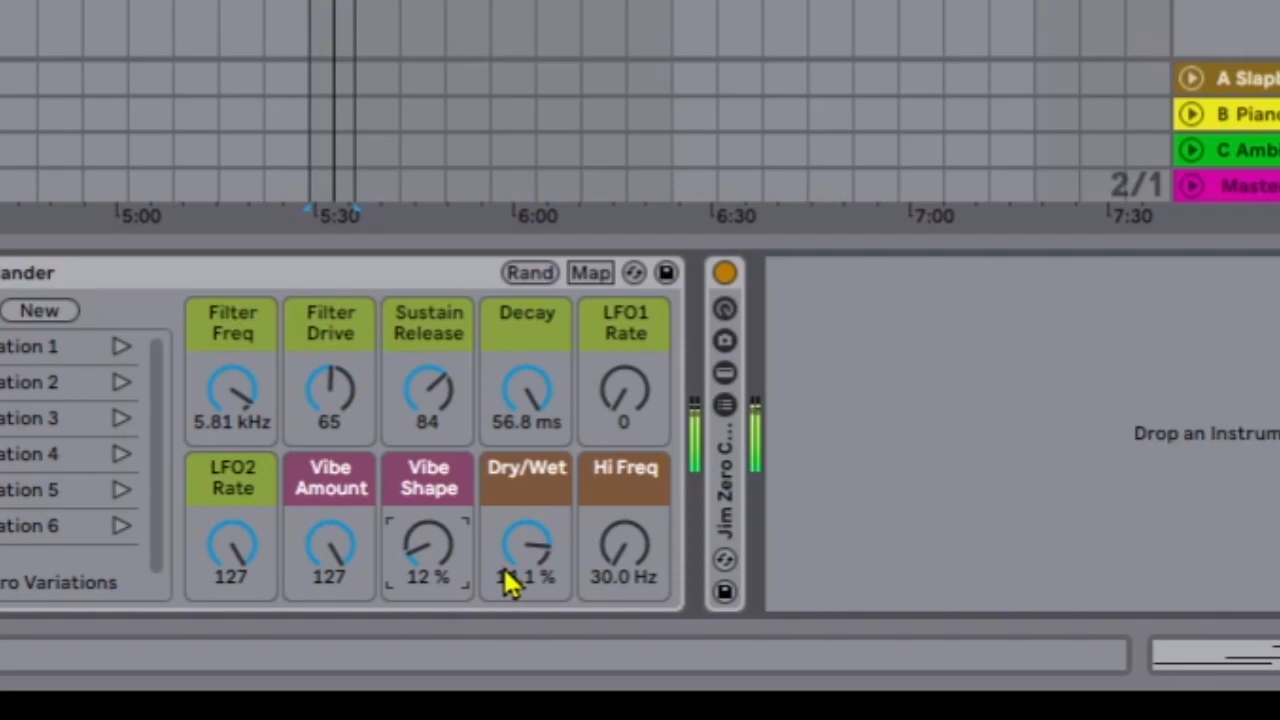 A Slapl
B Piano
C Ambi
2/1
Maste
5:00
5:30
6:00
6:30
7:00
7:30
ander
Rand
Map
New
ation 1
ation 2
ation 3
ation 4
ation 5
ation 6
ro Variations
Filter
Freq
Filter
Drive
Sustain
Release
Decay
LFO1
Rate
5.81 kHz
65
84
56.8 ms
0
LFO2
Rate
Vibe
Amount
Vibe
Shape
Dry/Wet
Hi Freq
127
127
12 %
30.0 Hz
Jim Zero C...
Drop an Instrum